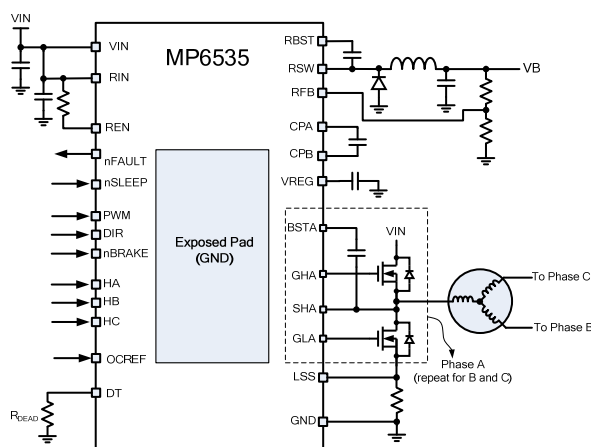 VIN
MP6535
VIN
RIN
REN
nFAULT
nSLEEP
PWM
DIR
nBRAKE
HA
HB
HC
OCREF
DT
RDEAD
Exposed Pad
(GND)
RBST
RSW
RFB
CPA
CPB
VREG
BSTA
GHA
SHA
GLA
LSS
GND
VB
VIN
To Phase C
To Phase B
Phase A
(repeat for B and C)